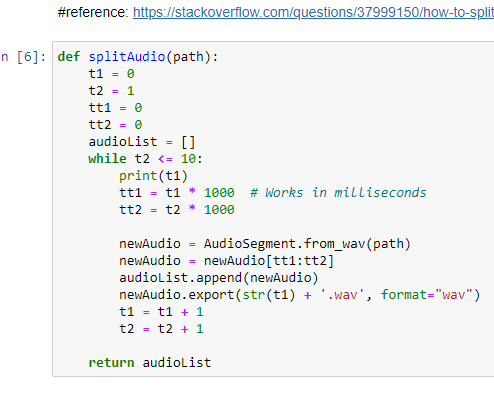 #reference: https://stackoverflow.com/questions/37999150/how-to-split
n [6]: def splitAudio(path):
    t1 = 0
    t2 = 1
    tt1 = 0
    tt2 = 0
    audioList = []
    while t2 <= 10:
        print(t1)
        tt1 = t1 * 1000  # Works in milliseconds
        tt2 = t2 * 1000

        newAudio = AudioSegment.from_wav(path)
        newAudio = newAudio[tt1:tt2]
        audioList.append(newAudio)
        newAudio.export(str(t1) + '.wav', format="wav")
        t1 = t1 + 1
        t2 = t2 + 1

    return audioList